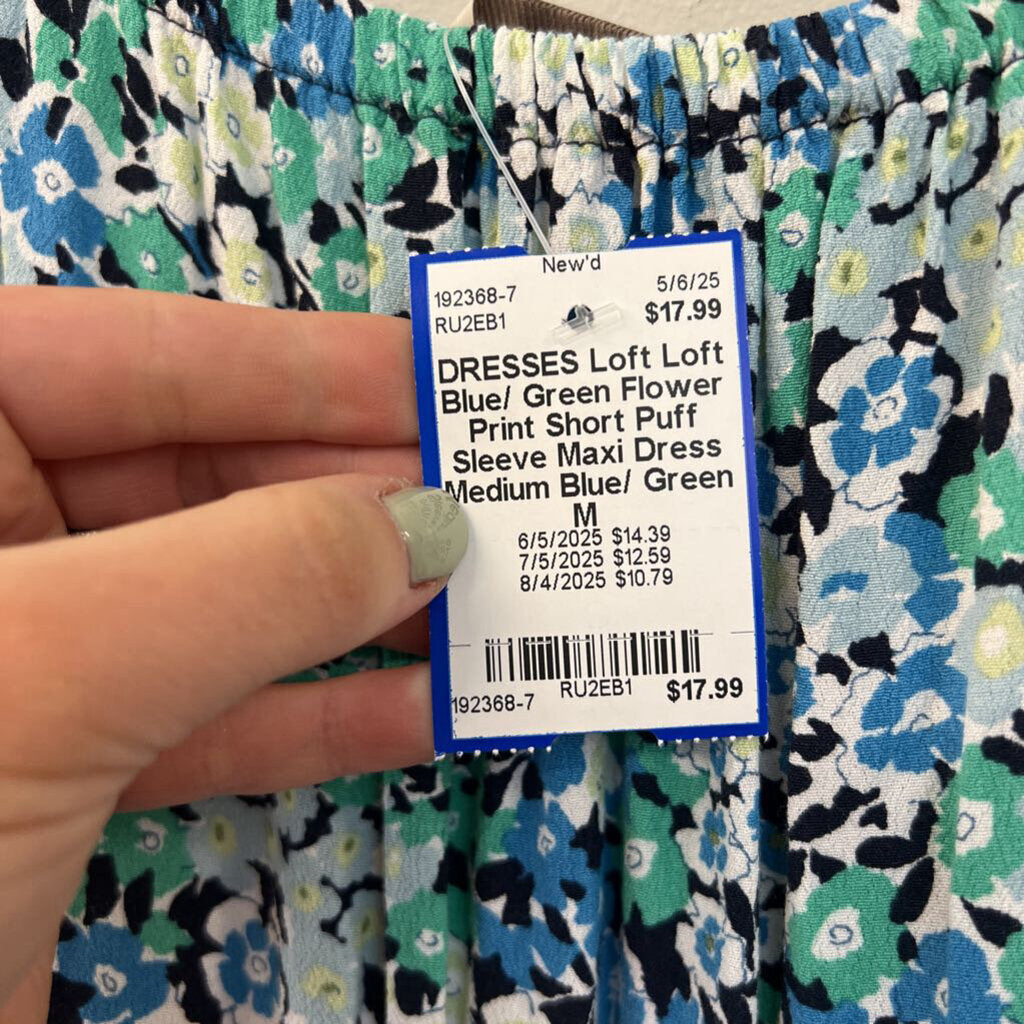 New'd
192368-7 5/6/25
RU2EB1 $17.99
DRESSES Loft Loft
Blue/ Green Flower
Print Short Puff
Sleeve Maxi Dress
Medium Blue/ Green
M
6/5/2025 $14.39
7/5/2025 $12.59
8/4/2025 $10.79
192368-7 RU2EB1 $17.99